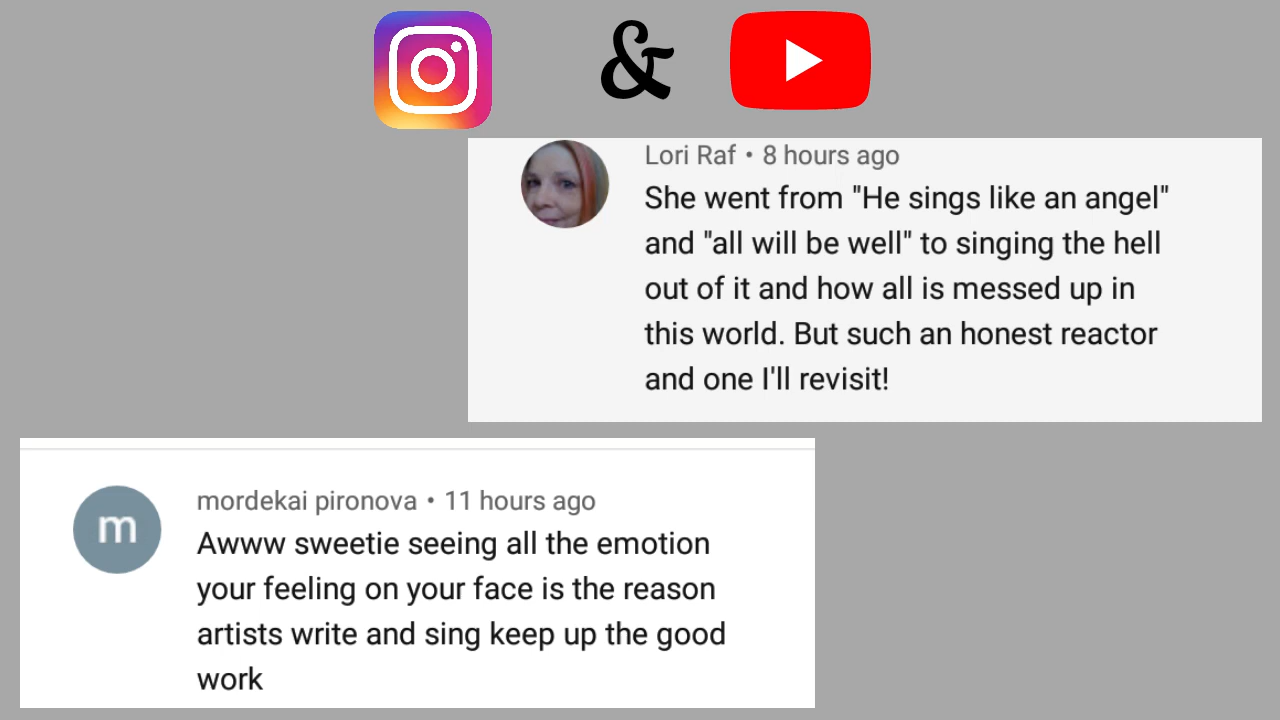 &
Lori Raf • 8 hours ago
She went from "He sings like an angel"
and "all will be well" to singing the hell
out of it and how all is messed up in
this world. But such an honest reactor
and one I'll revisit!
m
mordekai pironova • 11 hours ago
Awww sweetie seeing all the emotion
your feeling on your face is the reason
artists write and sing keep up the good
work